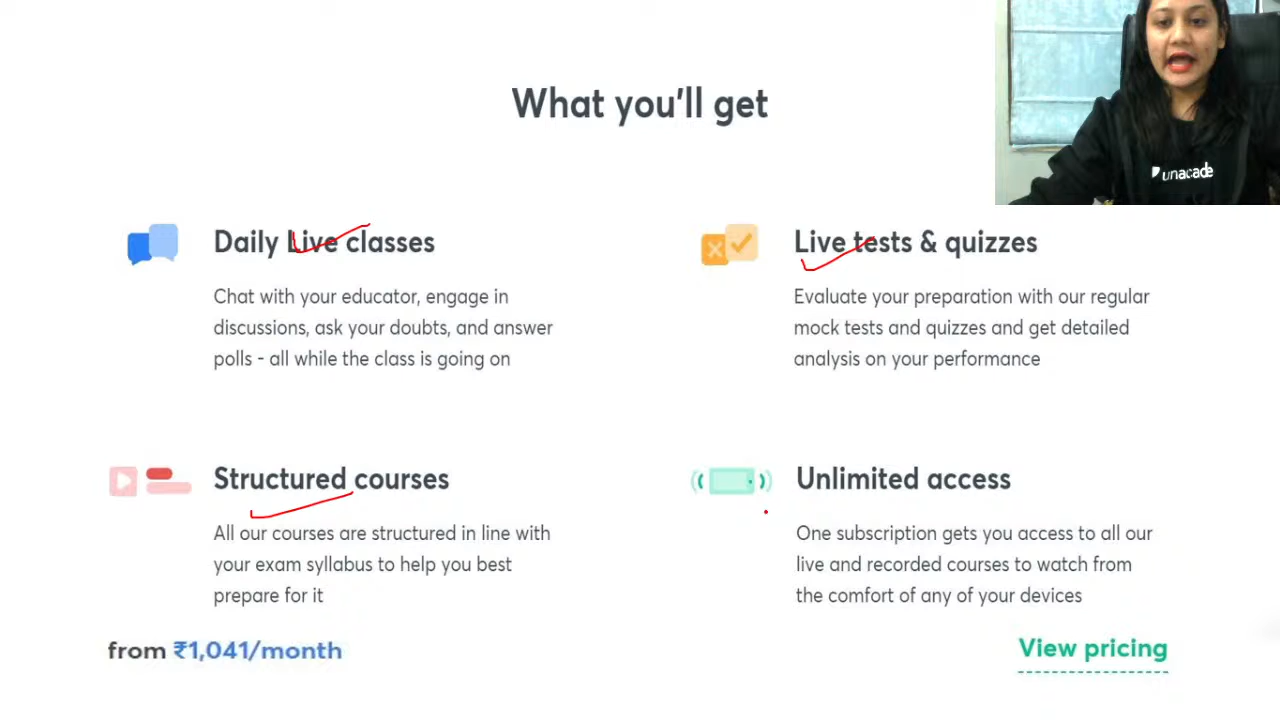 What you'll get
unacade
Daily Live classes
Chat with your educator, engage in
discussions, ask your doubts, and answer
polls - all while the class is going on
Live tests & quizzes
Evaluate your preparation with our regular
mock tests and quizzes and get detailed
analysis on your performance
Structured courses
All our courses are structured in line with
your exam syllabus to help you best
prepare for it
Unlimited access
One subscription gets you access to all our
live and recorded courses to watch from
the comfort of any of your devices
from ₹1,041/month
View pricing